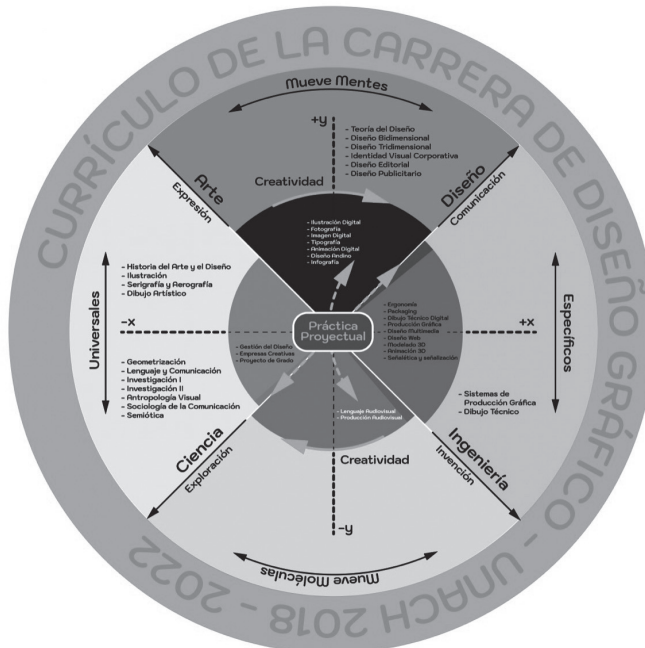 CURRÍCULO DE LA CARRERA DE DISEÑO GRÁFICO - UNACH 2018 - 2022
Mueve Mentes
+y
- Teoría del Diseño
- Diseño Bidimensional
- Diseño Tridimensional
- Identidad Visual Corporativa
- Diseño Editorial
- Diseño Publicitario
Arte
Expresión
Creatividad
Diseño
Comunicación
- Ilustración Digital
- Fotografía
- Imagen Digital
- Tipografía
- Animación Digital
- Diseño Andino
- Infografía
Universales
- Historia del Arte y el Diseño
- Ilustración
- Serigrafía y Aerografía
- Dibujo Artístico
-x
- Geometrización
- Lenguaje y Comunicación
- Investigación I
- Investigación II
- Antropología Visual
- Sociología de la Comunicación
- Semiótica
- Gestión del Diseño
- Empresas Creativas
- Proyecto de Grado
Práctica
Proyectual
- Ergonomía
- Packaging
- Dibujo Técnico Digital
- Producción Gráfica
- Diseño Multimedia
- Diseño Web
- Modelado 3D
- Animación 3D
- Señalética y señalización
+x
Específicos
- Sistemas de
Producción Gráfica
- Dibujo Técnico
- Lenguaje Audiovisual
- Producción Audiovisual
Ciencia
Exploración
Creatividad
Ingeniería
Invención
-y
Mueve Moléculas